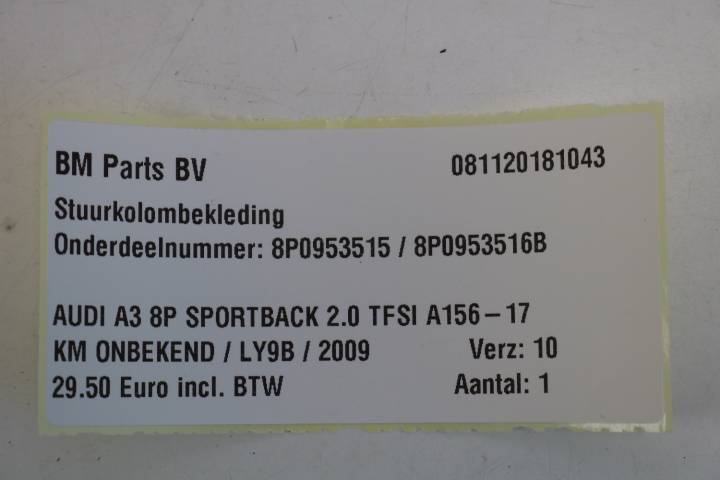 BM Parts BV 081120181043
Stuurkolombekleding
Onderdeelnummer: 8P0953515 / 8P0953516B
AUDI A3 8P SPORTBACK 2.0 TFSI A156-17
KM ONBEKEND / LY9B / 2009 Verz: 10
29.50 Euro incl. BTW Aantal: 1